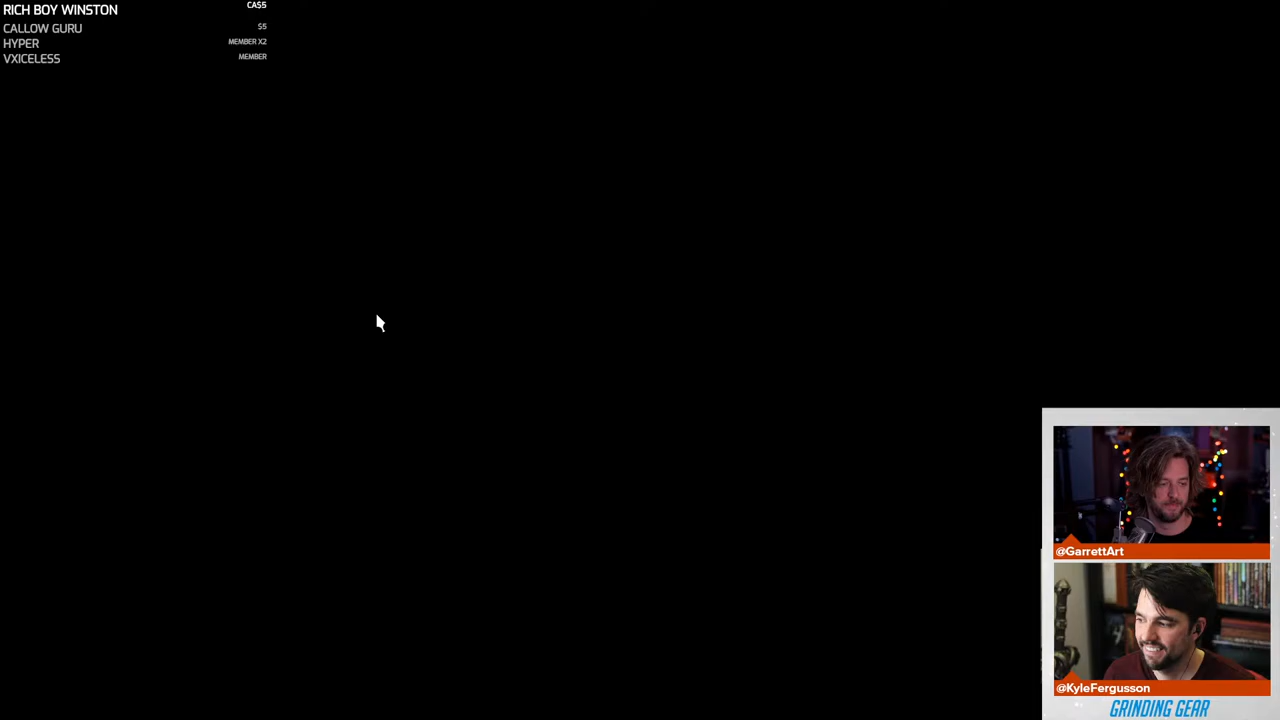 RICH BOY WINSTON CA$5
CALLOW GURU $5
HYPER MEMBER X2
VXICELESS MEMBER
@GarrettArt
@KyleFergusson
GRINDING GEAR